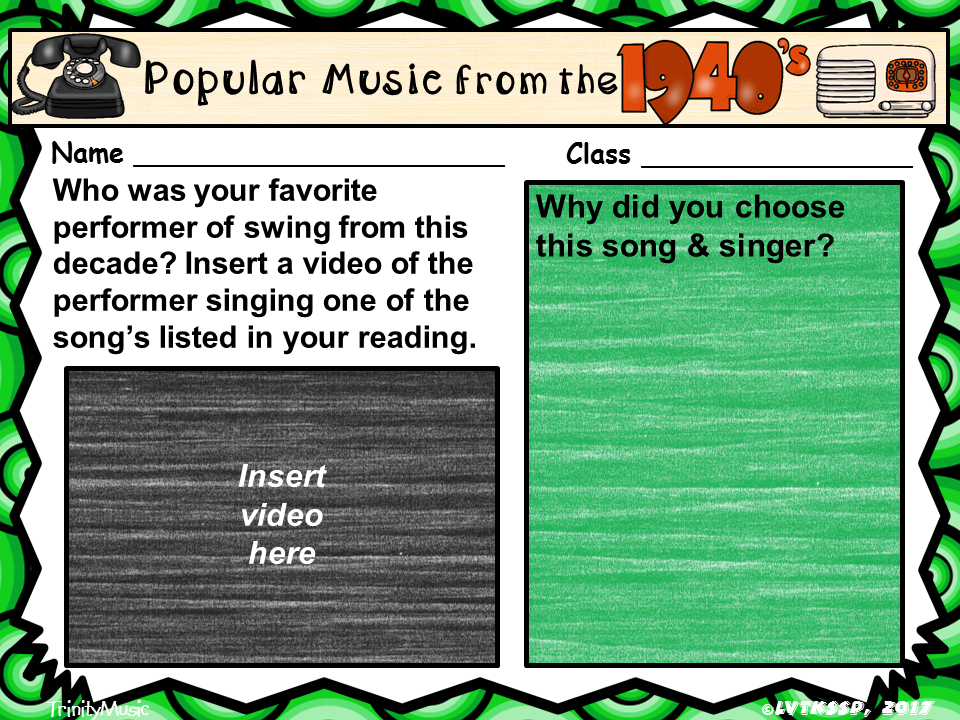 Popular Music from the 1940's
Name
Class
Who was your favorite
performer of swing from this
decade? Insert a video of the
performer singing one of the
song’s listed in your reading.
Why did you choose
this song & singer?
Insert
video
here
TrinityMusic
©LVTKSSP, 2017